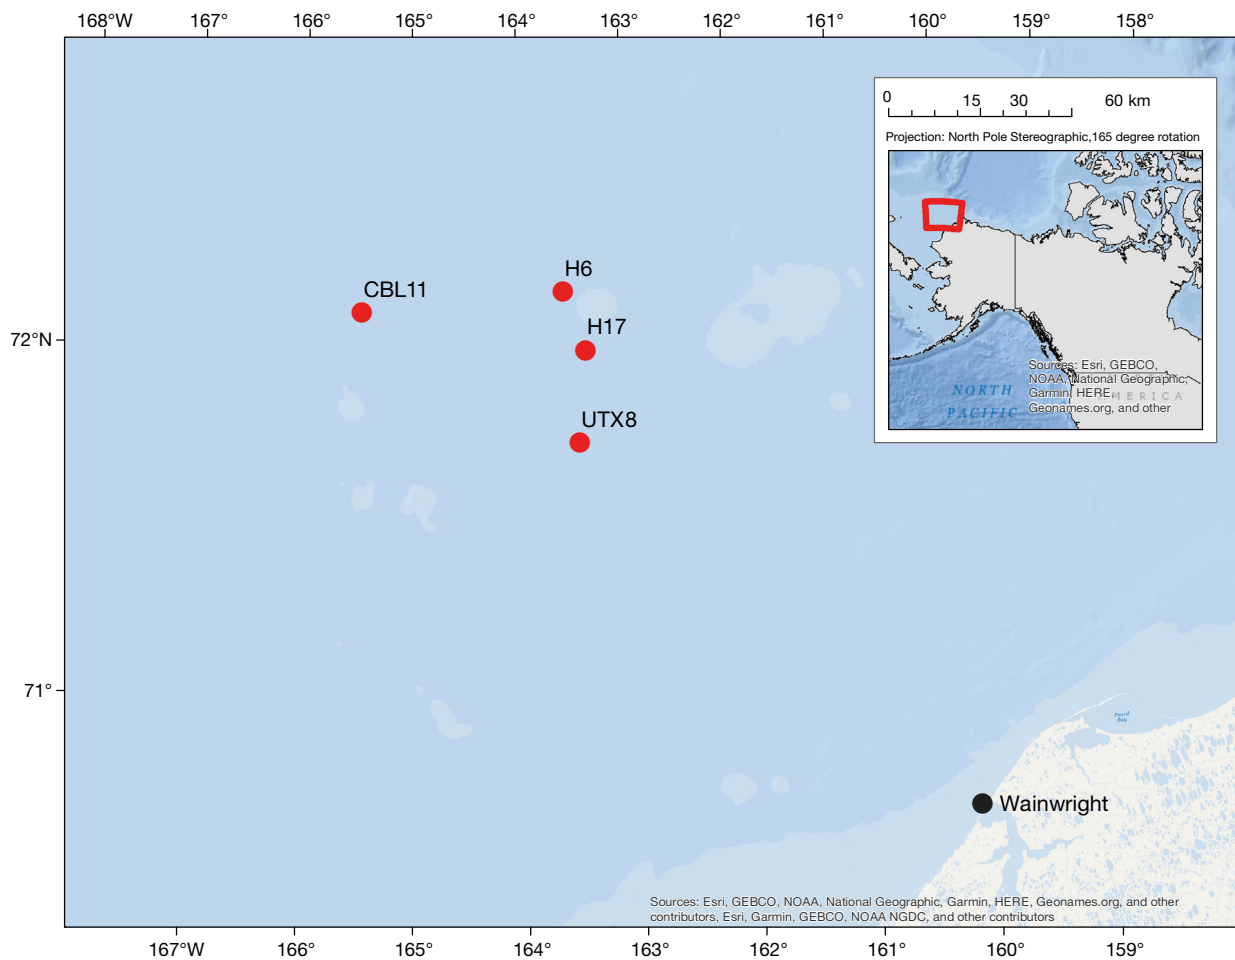 168°W 167° 166° 165° 164° 163° 162° 161° 160° 159° 158°
0 15 30 60 km
Projection: North Pole Stereographic,165 degree rotation
Sources: Esri, GEBCO,
NOAA, National Geographic,
Garmin, HERE,
Geonames.org, and other
NORTH
PACIFIC
AMERICA
H6
CBL11
H17
72°N
UTX8
71°
Peard
Bay
Wainwright
Sources: Esri, GEBCO, NOAA, National Geographic, Garmin, HERE, Geonames.org, and other
contributors, Esri, Garmin, GEBCO, NOAA NGDC, and other contributors
167°W 166° 165° 164° 163° 162° 161° 160° 159°